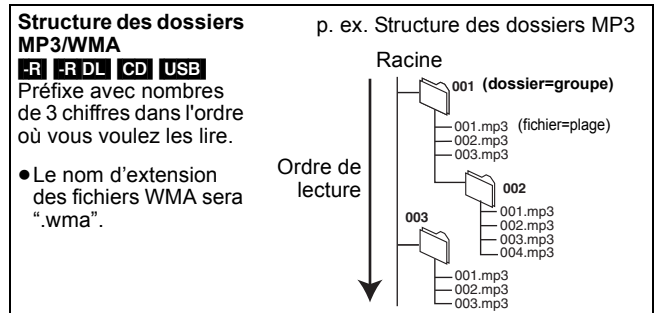 Structure des dossiers
MP3/WMA
-R -R DL CD USB
Préfixe avec nombres
de 3 chiffres dans l'ordre
où vous voulez les lire.
●Le nom d’extension
des fichiers WMA sera
“.wma”.
p. ex. Structure des dossiers MP3
Racine
001 (dossier=groupe)
001.mp3 (fichier=plage)
002.mp3
003.mp3
Ordre de
lecture
002
001.mp3
002.mp3
003.mp3
004.mp3
003
001.mp3
002.mp3
003.mp3